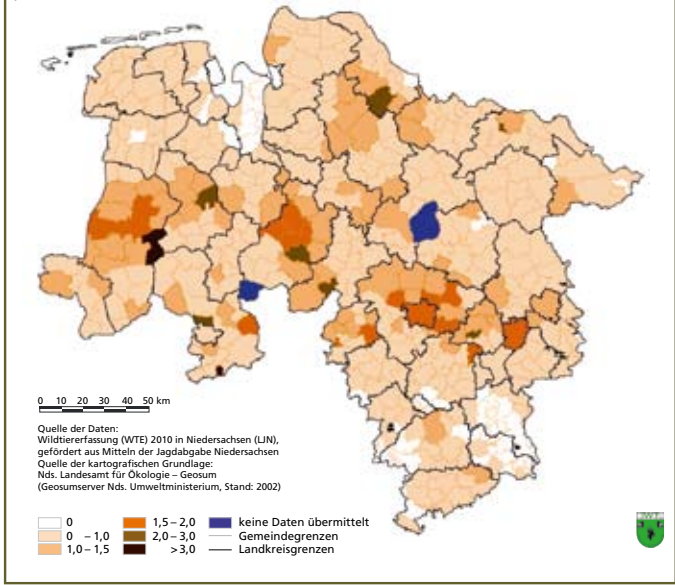 0 10 20 30 40 50 km
Quelle der Daten:
Wildtiererfassung (WTE) 2010 in Niedersachsen (LJN),
gefördert aus Mitteln der Jagdabgabe Niedersachsen
Quelle der kartografischen Grundlage:
Nds. Landesamt für Ökologie – Geosum
(Geosumserver Nds. Umweltministerium, Stand: 2002)
0 1,5 – 2,0 keine Daten übermittelt
0 – 1,0 2,0 – 3,0 Gemeindegrenzen
1,0 – 1,5 >3,0 Landkreisgrenzen